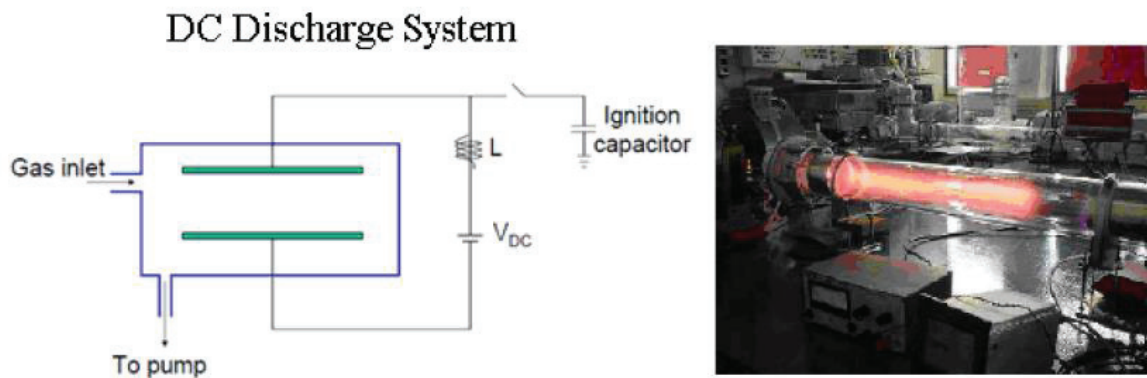 DC Discharge System
Gas inlet
L
Ignition
capacitor
V_DC
To pump